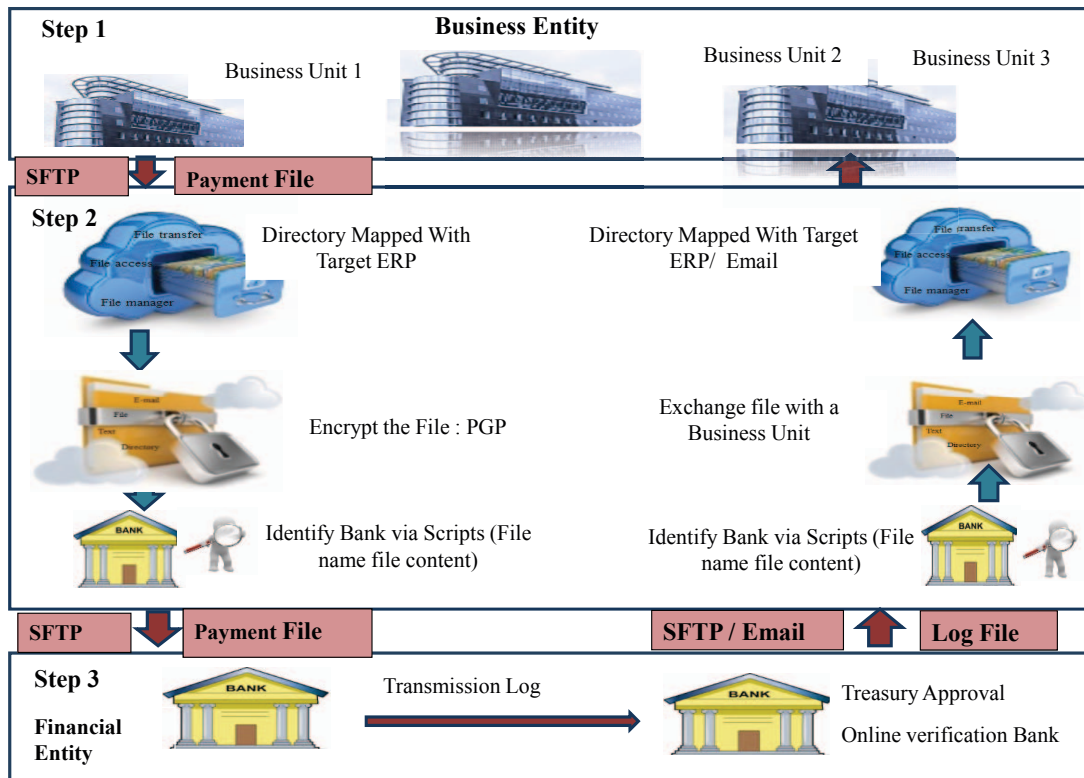 Step 1
Business Entity
Business Unit 1
Business Unit 2
Business Unit 3
SFTP
Payment File
Step 2
File transfer
File access
File manager
Directory Mapped With
Target ERP
Directory Mapped With Target
ERP/ Email
File transfer
File access
File manager
E-mail
File
Text
Directory
Encrypt the File : PGP
Exchange file with a
Business Unit
E-mail
File
Text
Directory
BANK
Identify Bank via Scripts (File
name file content)
Identify Bank via Scripts (File
name file content)
BANK
SFTP
Payment File
SFTP / Email
Log File
Step 3
Financial
Entity
BANK
Transmission Log
BANK
Treasury Approval
Online verification Bank